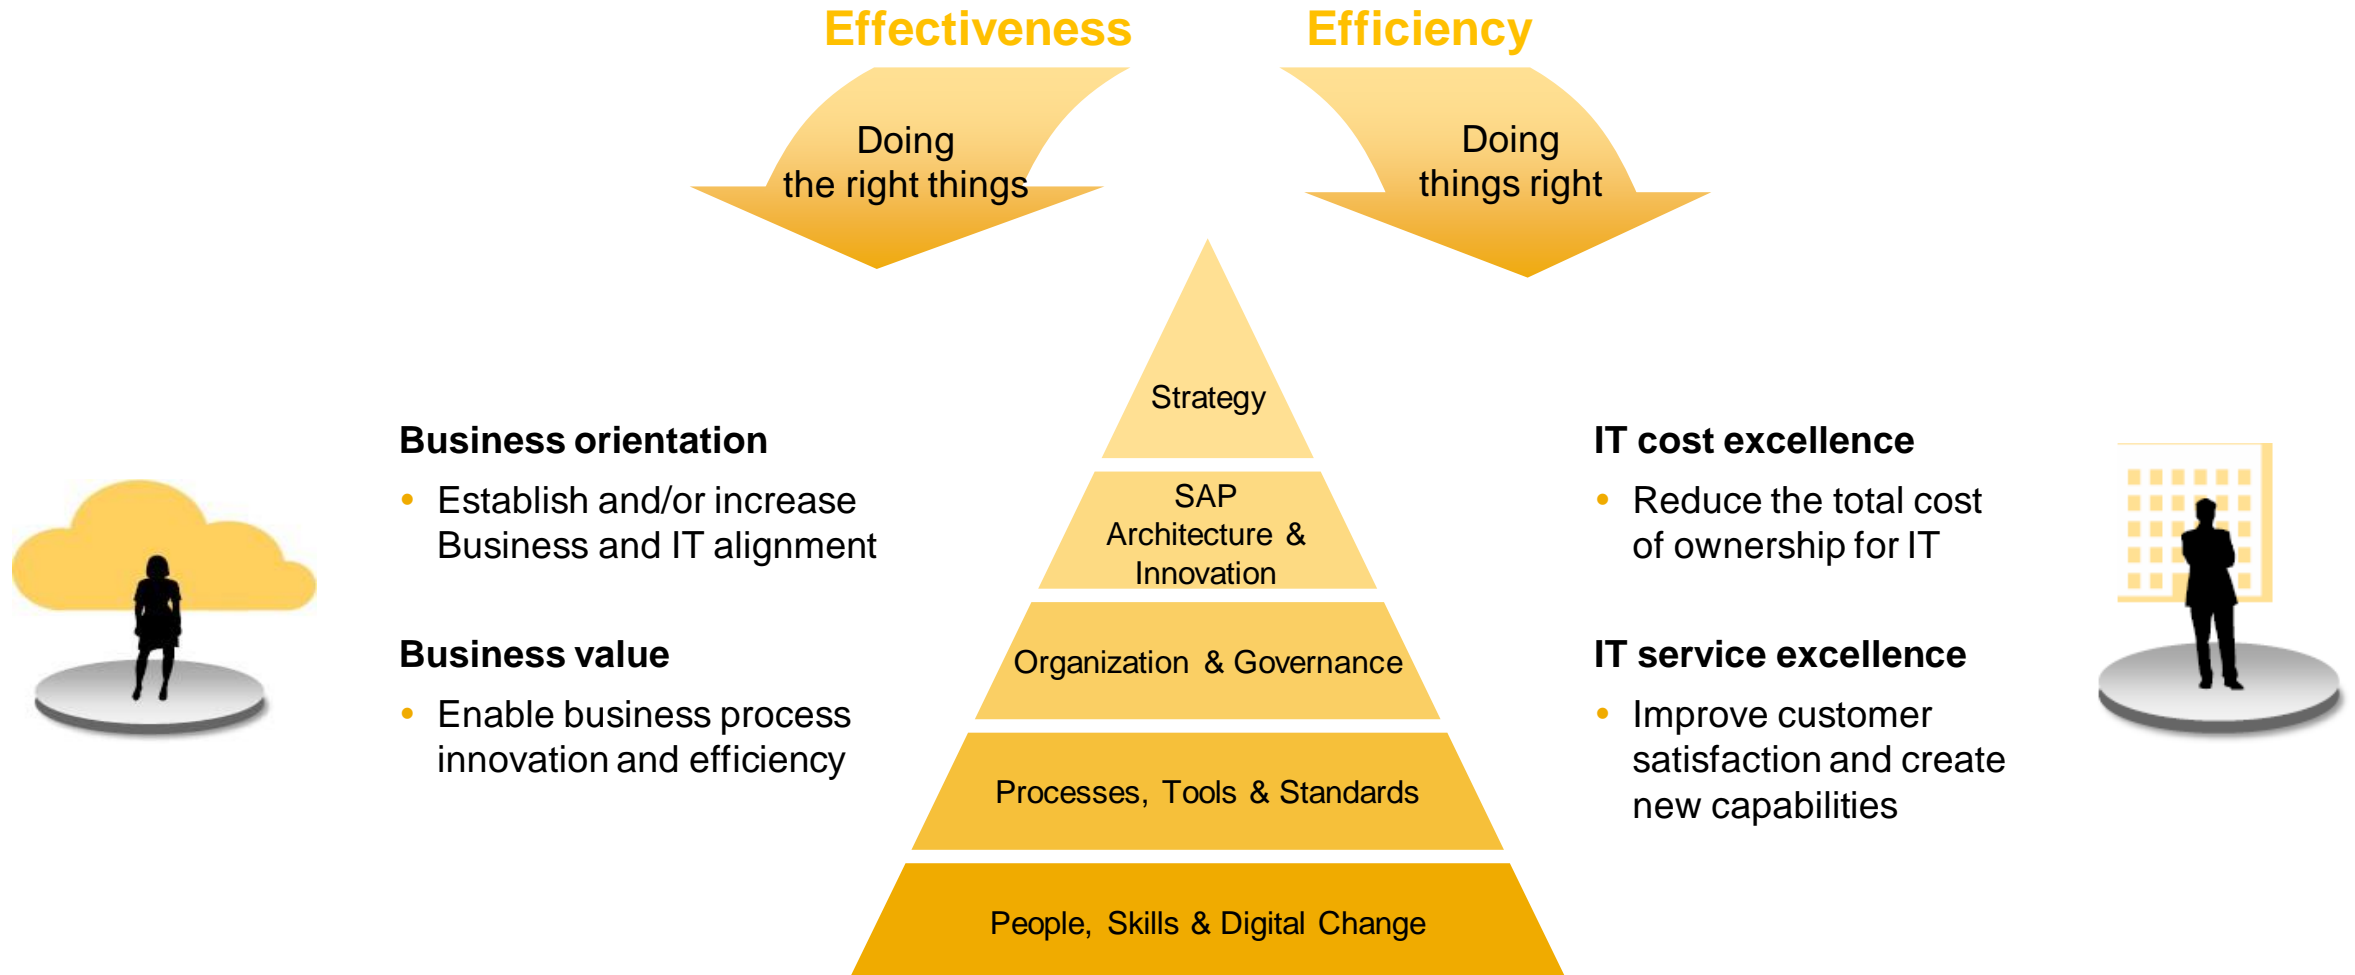 Effectiveness
Efficiency
Doing
the right things
Doing
things right
Business orientation
• Establish and/or increase
Business and IT alignment
Business value
• Enable business process
innovation and efficiency
Strategy
SAP
Architecture &
Innovation
Organization & Governance
Processes, Tools & Standards
People, Skills & Digital Change
IT cost excellence
• Reduce the total cost
of ownership for IT
IT service excellence
• Improve customer
satisfaction and create
new capabilities